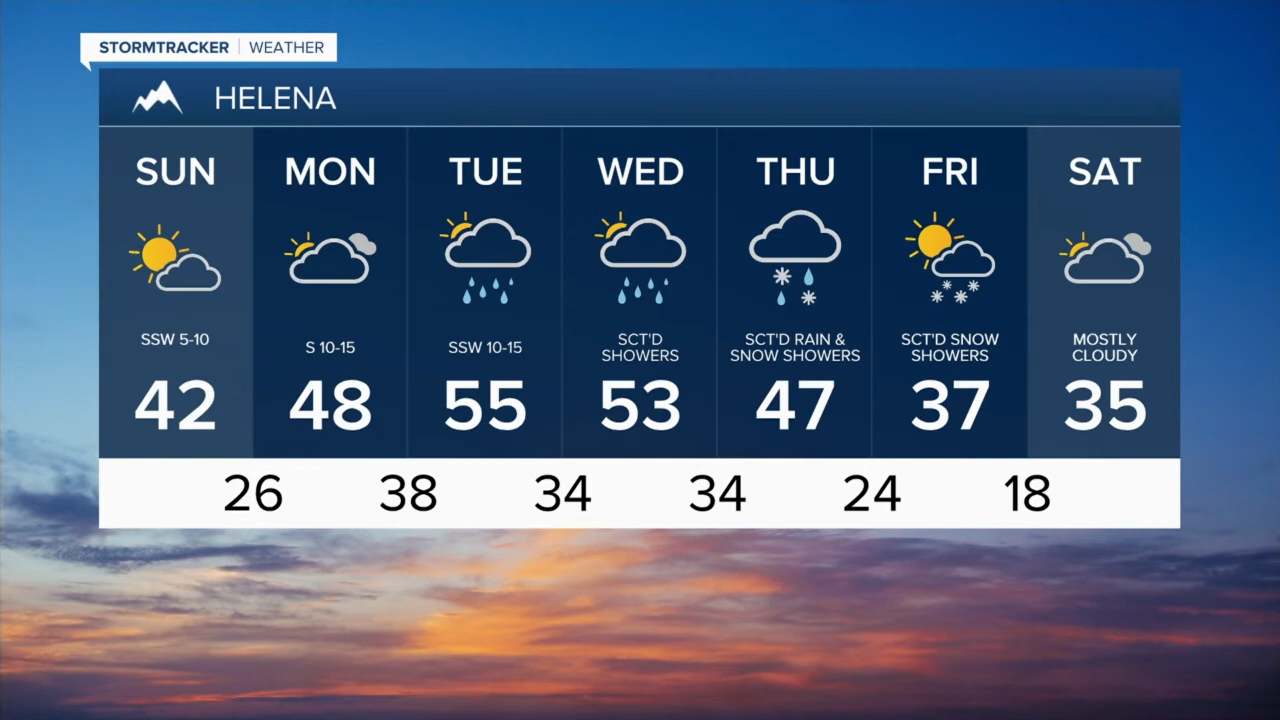 STORMTRACKER | WEATHER
HELENA
SUN MON TUE WED THU FRI SAT
SSW 5-10 S 10-15 SSW 10-15 SCT'D SHOWERS SCT'D RAIN & SNOW SHOWERS SCT'D SNOW SHOWERS MOSTLY CLOUDY
42 48 55 53 47 37 35
26 38 34 34 24 18